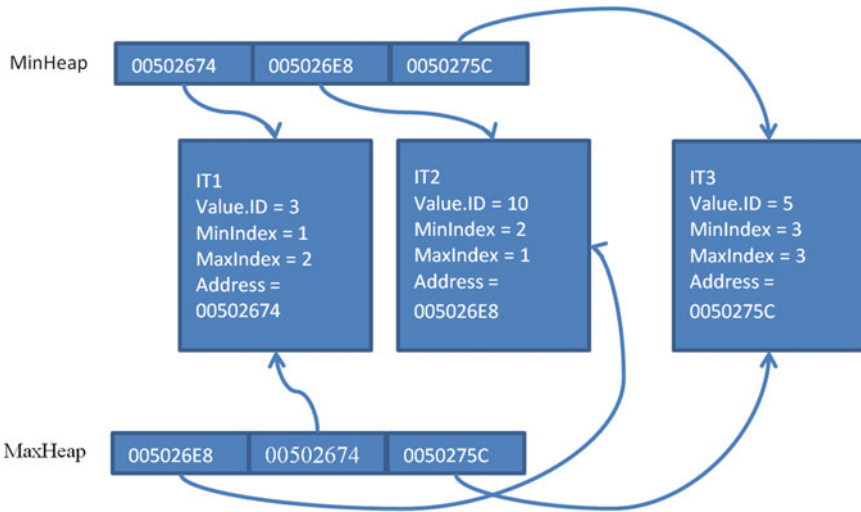 MinHeap
00502674 005026E8 0050275C
IT1
Value.ID = 3
MinIndex = 1
MaxIndex = 2
Address =
00502674
IT2
Value.ID = 10
MinIndex = 2
MaxIndex = 1
Address =
005026E8
IT3
Value.ID = 5
MinIndex = 3
MaxIndex = 3
Address =
0050275C
MaxHeap
005026E8 00502674 0050275C